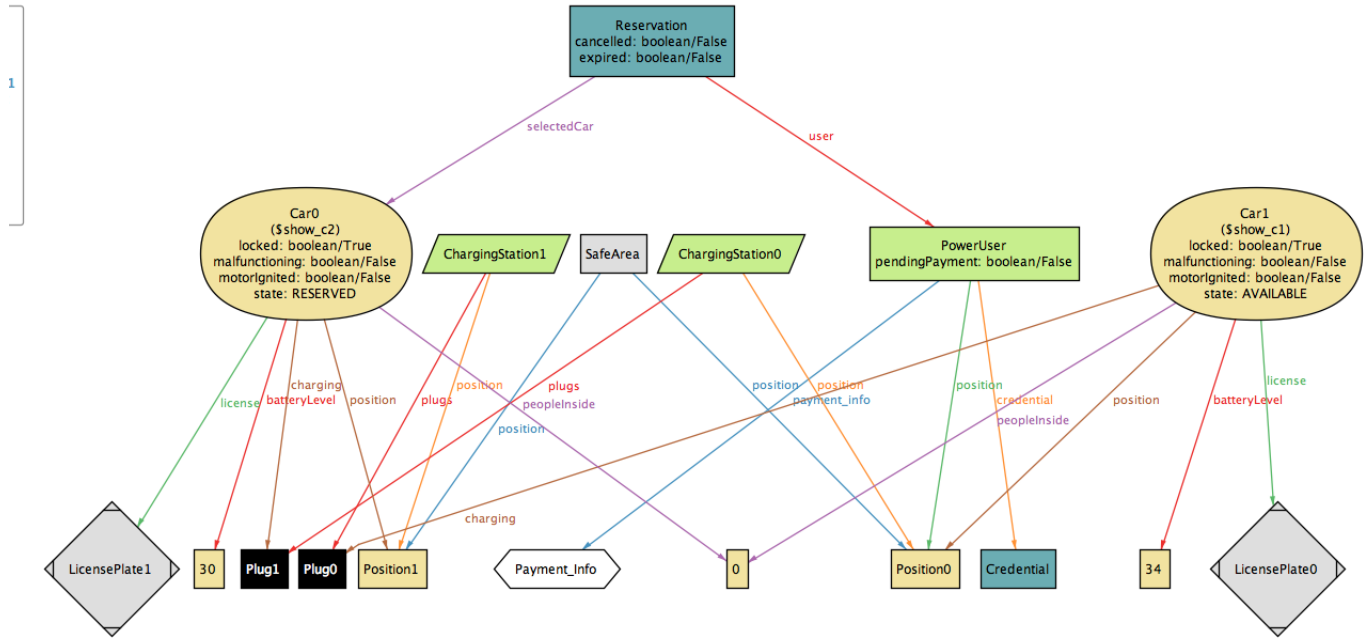 Reservation
cancelled: boolean/False
expired: boolean/False
1
selectedCar
user
Car0
($show_c2)
locked: boolean/True
malfunctioning: boolean/False
motorIgnited: boolean/False
state: RESERVED
ChargingStation1
SafeArea
ChargingStation0
PowerUser
pendingPayment: boolean/False
Car1
($show_c1)
locked: boolean/True
malfunctioning: boolean/False
motorIgnited: boolean/False
state: AVAILABLE
license
batteryLevel
charging
position
plugs
position
position
peopleInside
plugs
position
position
payment_info
position
credential
peopleInside
position
batteryLevel
license
charging
LicensePlate1
30
Plug1
Plug0
Position1
Payment_Info
0
Position0
Credential
34
LicensePlate0